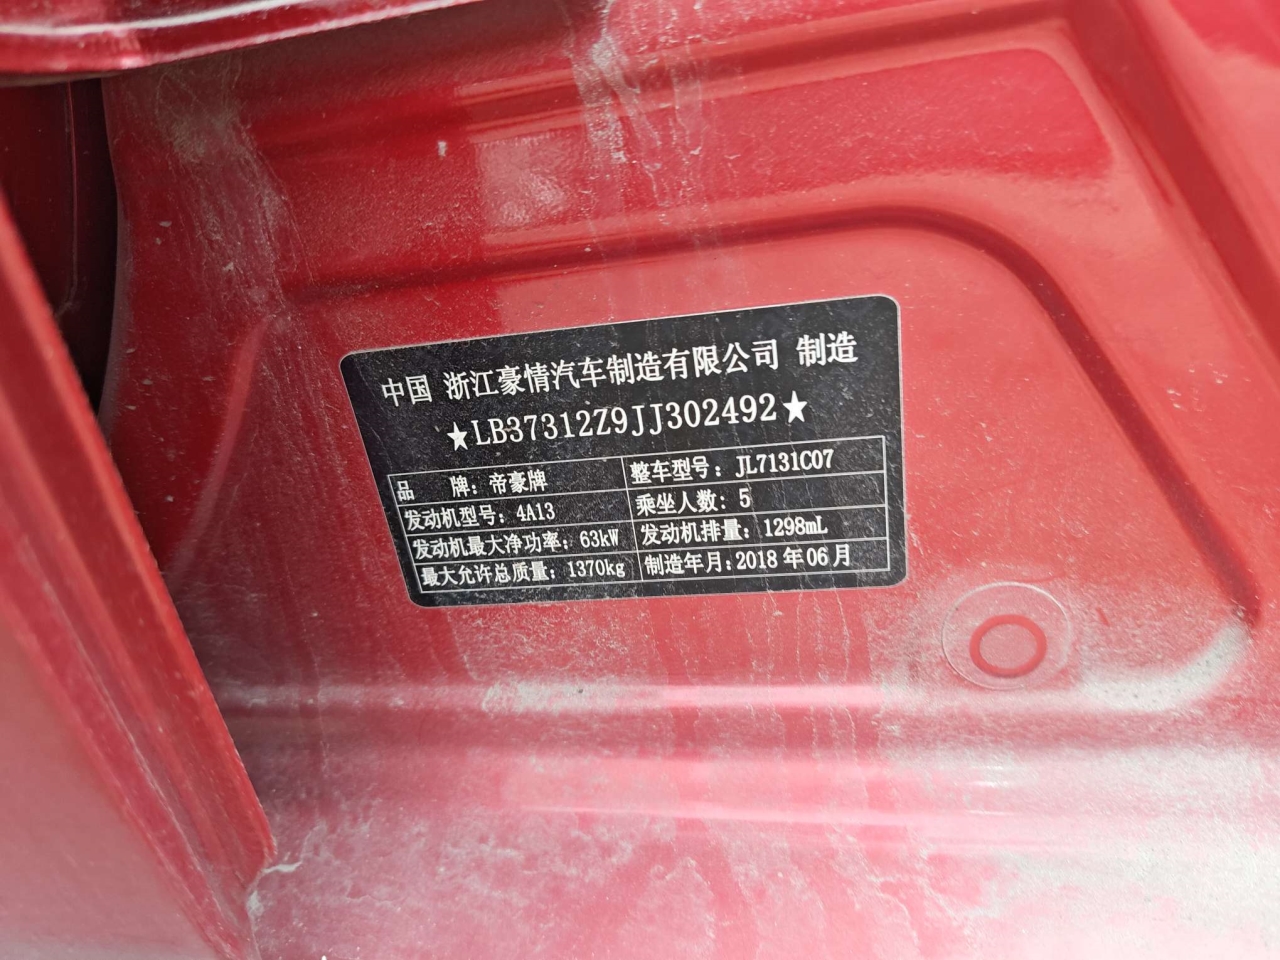 中国 浙江豪情汽车制造有限公司 制造
★LB37312Z9JJ302492★
品 牌：帝豪牌 整车型号：JL7131C07
发动机型号：4A13 乘坐人数：5
发动机最大净功率：63kW 发动机排量：1298mL
最大允许总质量：1370kg 制造年月：2018年06月